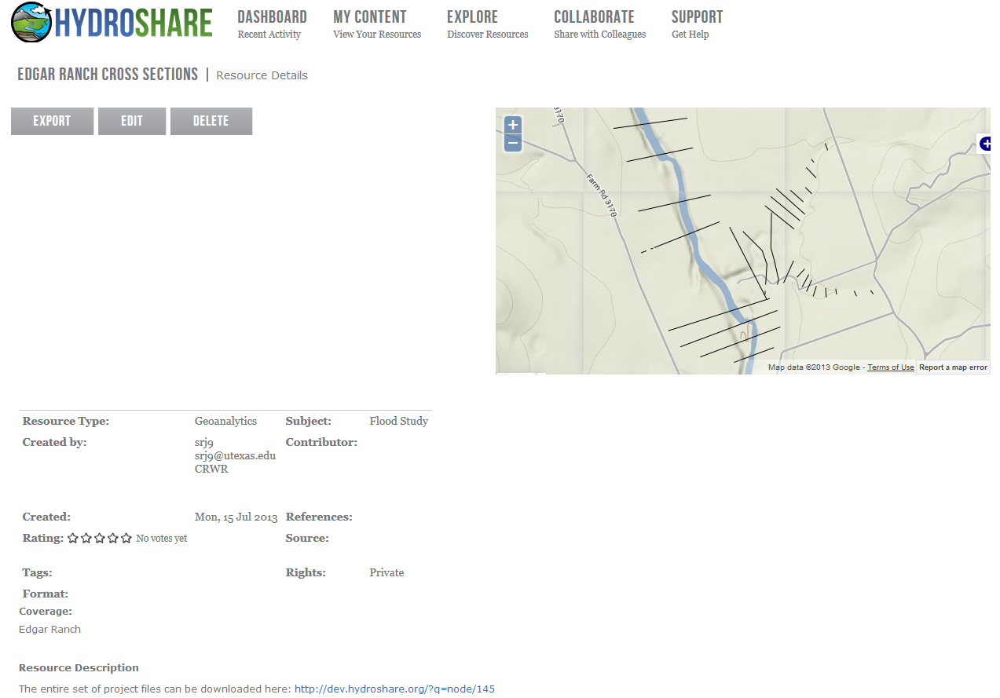 HYDROSHARE
DASHBOARD MY CONTENT EXPLORE COLLABORATE SUPPORT
Recent Activity View Your Resources Discover Resources Share with Colleagues Get Help
EDGAR RANCH CROSS SECTIONS | Resource Details
EXPORT EDIT DELETE
+
−
3170
Farm Rd 3170
Map data ©2013 Google - Terms of Use Report a map error
Resource Type: Geoanalytics Subject: Flood Study
Created by: srj9 Contributor:
srj9@utexas.edu
CRWR
Created: Mon, 15 Jul 2013 References:
Rating: No votes yet Source:
Tags: Rights: Private
Format:
Coverage:
Edgar Ranch
Resource Description
The entire set of project files can be downloaded here: http://dev.hydroshare.org/?q=node/145